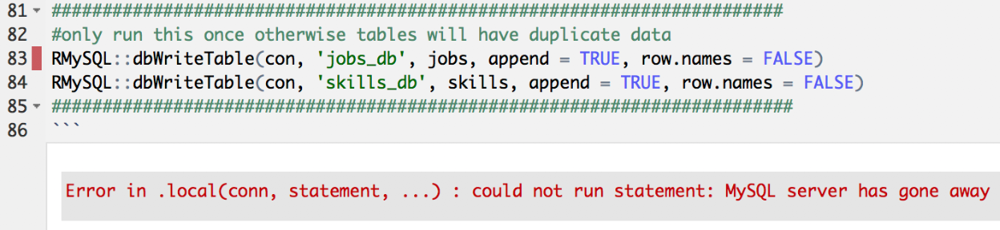 81 ########################################################################
82 #only run this once otherwise tables will have duplicate data
83 RMySQL::dbWriteTable(con, 'jobs_db', jobs, append = TRUE, row.names = FALSE)
84 RMySQL::dbWriteTable(con, 'skills_db', skills, append = TRUE, row.names = FALSE)
85 #########################################################################
86 ```
Error in .local(conn, statement, ...) : could not run statement: MySQL server has gone away